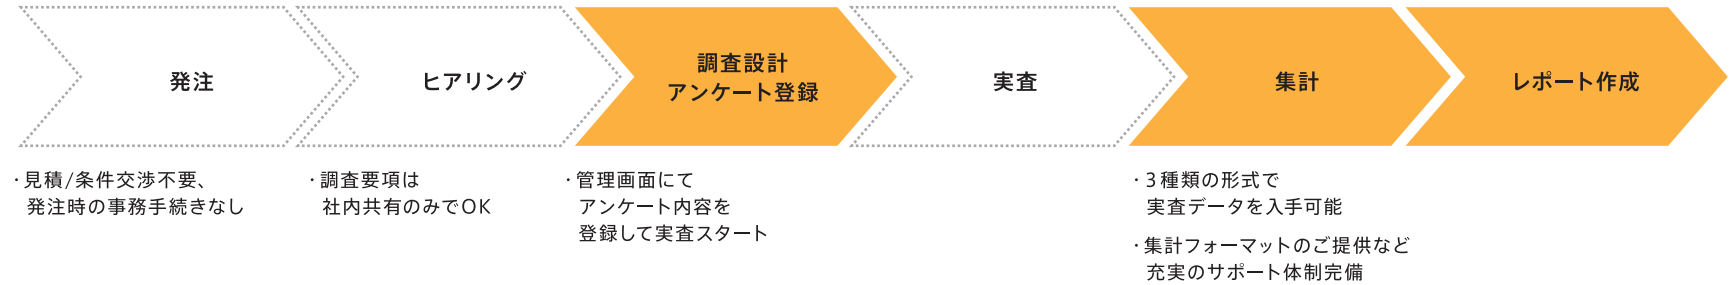 発注
ヒアリング
調査設計
アンケート登録
実査
集計
レポート作成
・見積/条件交渉不要、
発注時の事務手続きなし
・調査要項は
社内共有のみでOK
・管理画面にて
アンケート内容を
登録して実査スタート
・3種類の形式で
実査データを入手可能
・集計フォーマットのご提供など
充実のサポート体制完備